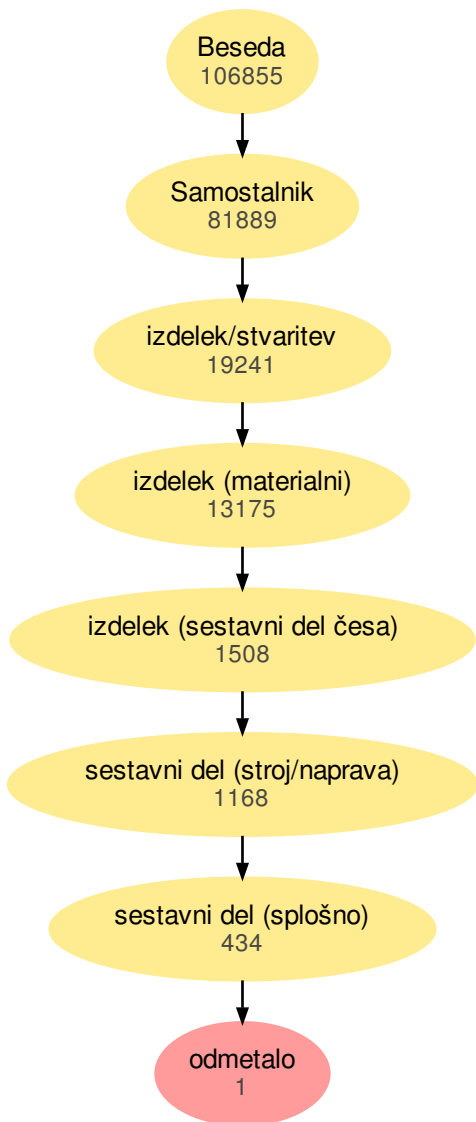 Beseda
106855
Samostalnik
81889
izdelek/stvaritev
19241
izdelek (materialni)
13175
izdelek (sestavni del česa)
1508
sestavni del (stroj/naprava)
1168
sestavni del (splošno)
434
odmetalo
1